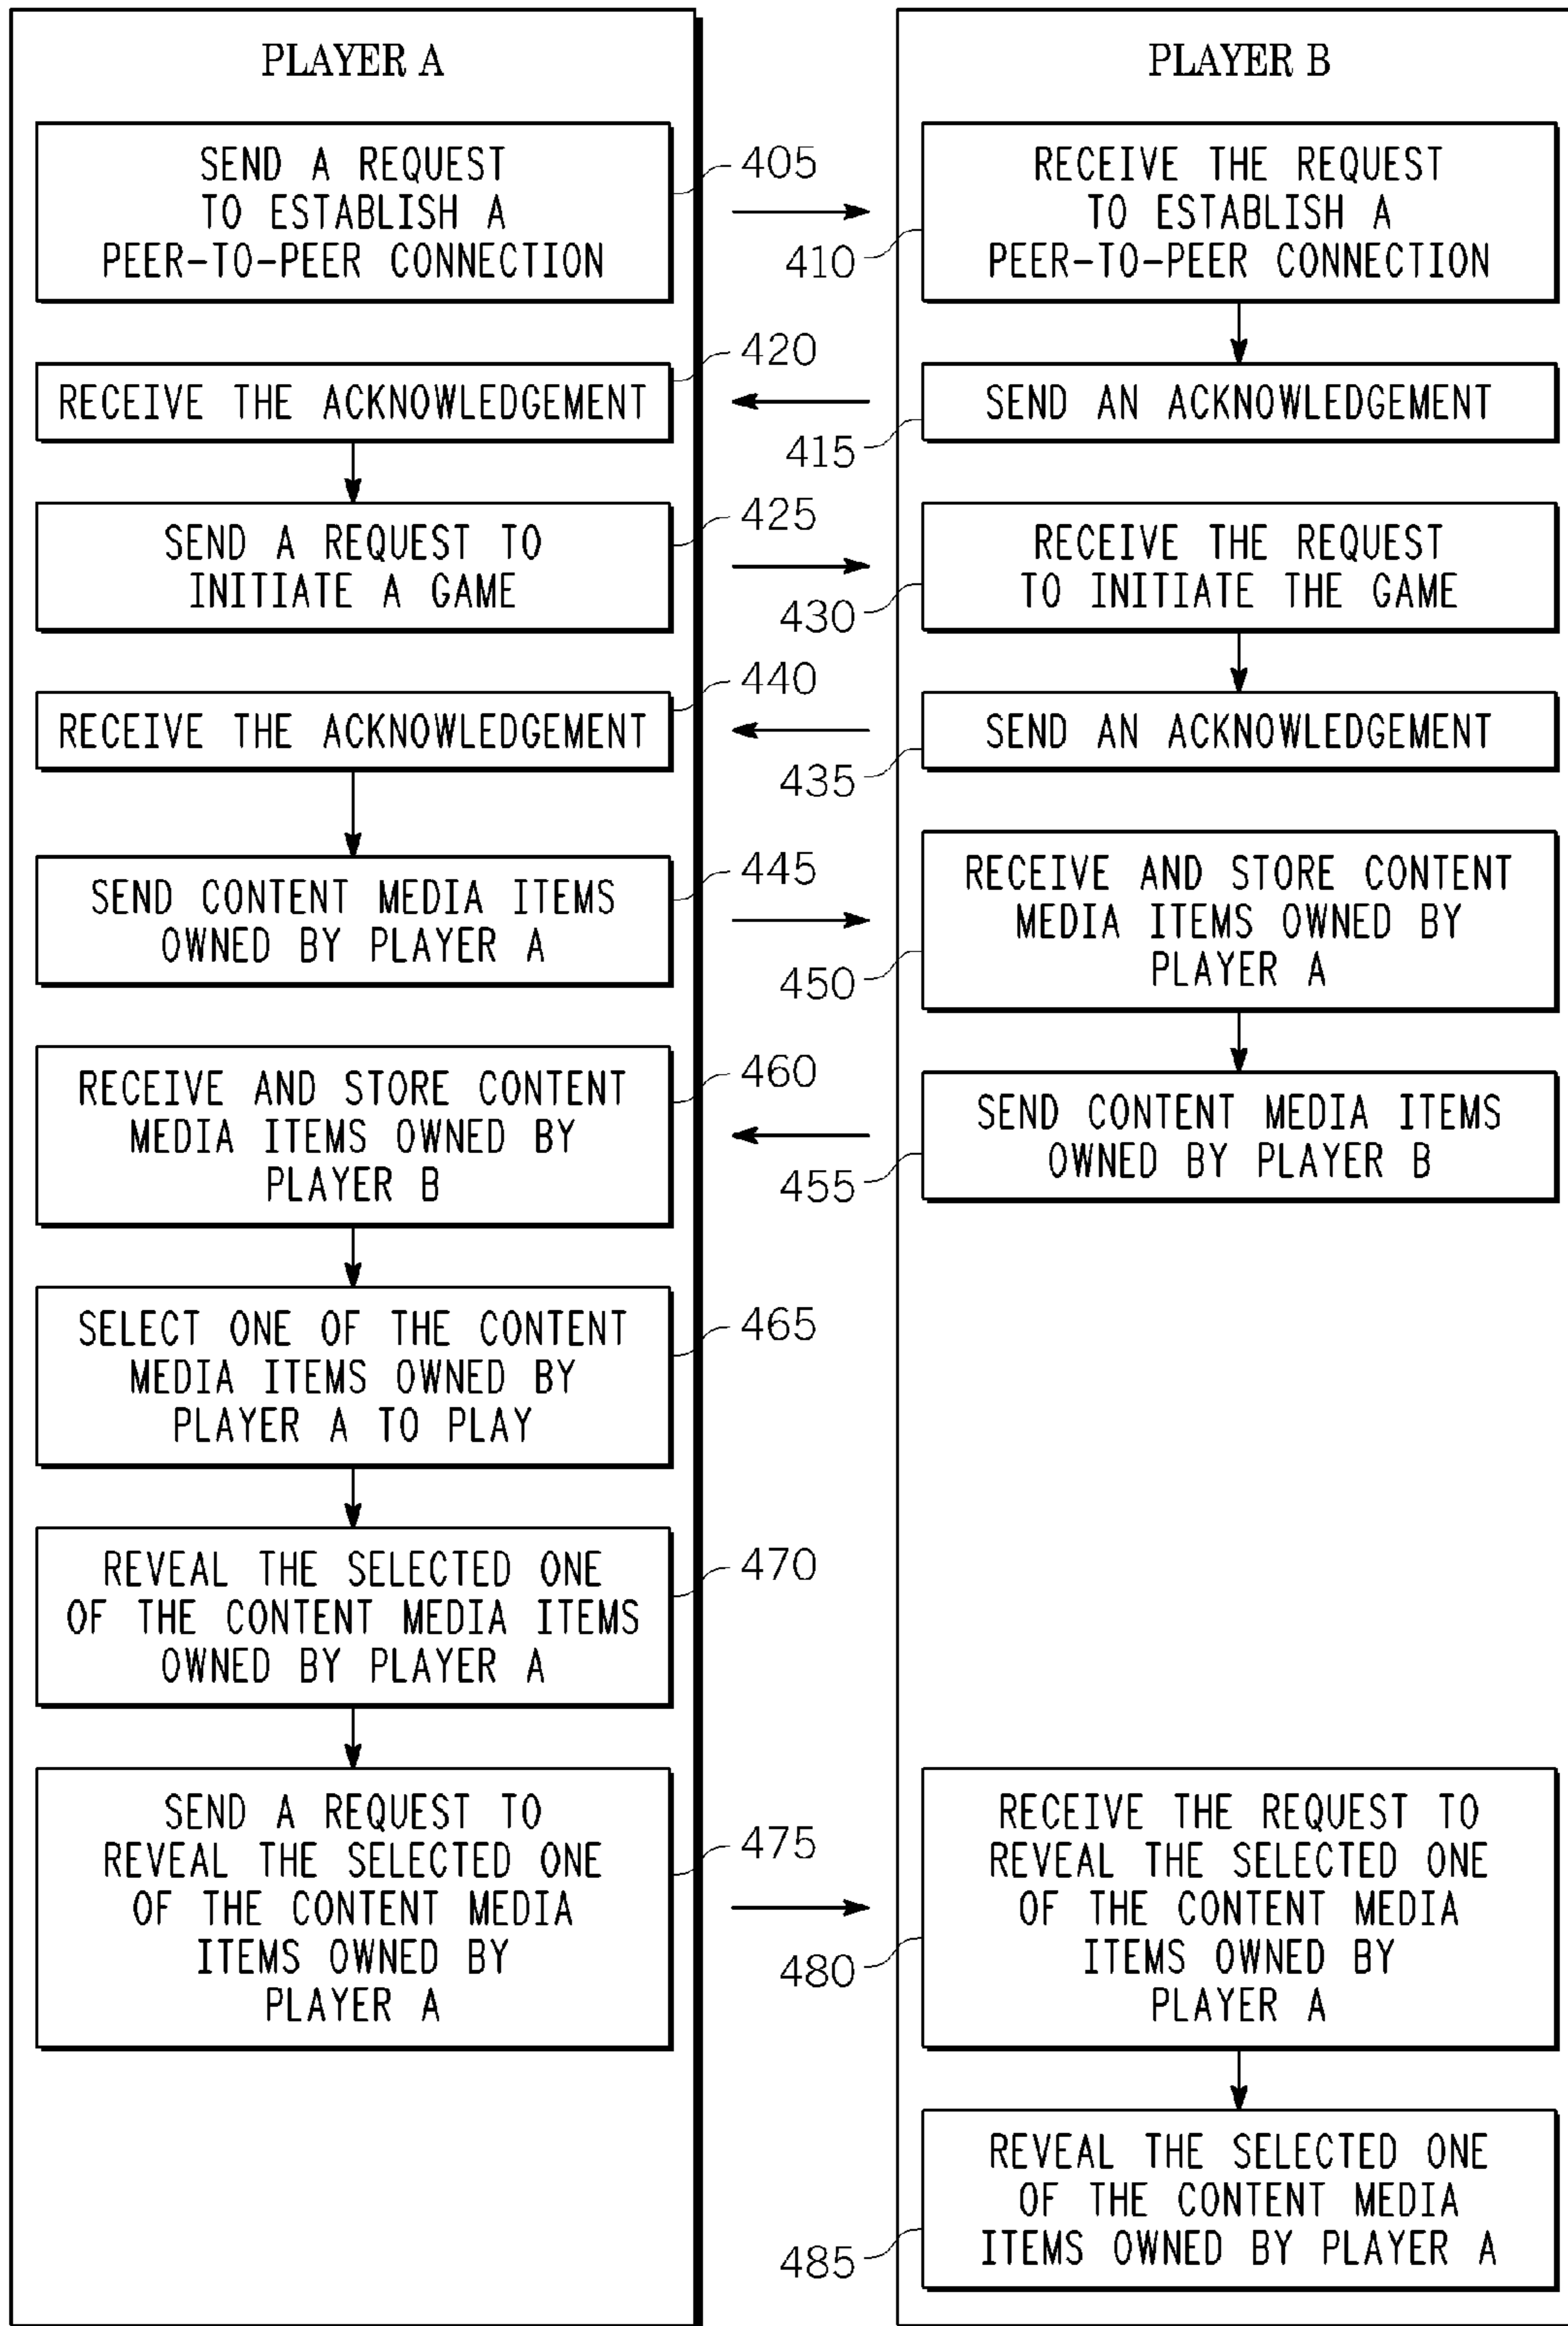 PLAYER A
PLAYER B
SEND A REQUEST
TO ESTABLISH A
PEER-TO-PEER CONNECTION
405
RECEIVE THE REQUEST
TO ESTABLISH A
PEER-TO-PEER CONNECTION
410
420
RECEIVE THE ACKNOWLEDGEMENT
SEND AN ACKNOWLEDGEMENT
415
SEND A REQUEST TO
INITIATE A GAME
425
RECEIVE THE REQUEST
TO INITIATE THE GAME
430
440
RECEIVE THE ACKNOWLEDGEMENT
SEND AN ACKNOWLEDGEMENT
435
SEND CONTENT MEDIA ITEMS
OWNED BY PLAYER A
445
RECEIVE AND STORE CONTENT
MEDIA ITEMS OWNED BY
PLAYER A
450
RECEIVE AND STORE CONTENT
MEDIA ITEMS OWNED BY
PLAYER B
460
SEND CONTENT MEDIA ITEMS
OWNED BY PLAYER B
455
SELECT ONE OF THE CONTENT
MEDIA ITEMS OWNED BY
PLAYER A TO PLAY
465
REVEAL THE SELECTED ONE
OF THE CONTENT MEDIA ITEMS
OWNED BY PLAYER A
470
SEND A REQUEST TO
REVEAL THE SELECTED ONE
OF THE CONTENT MEDIA
ITEMS OWNED BY
PLAYER A
475
RECEIVE THE REQUEST TO
REVEAL THE SELECTED ONE
OF THE CONTENT MEDIA
ITEMS OWNED BY
PLAYER A
480
REVEAL THE SELECTED ONE
OF THE CONTENT MEDIA
ITEMS OWNED BY PLAYER A
485